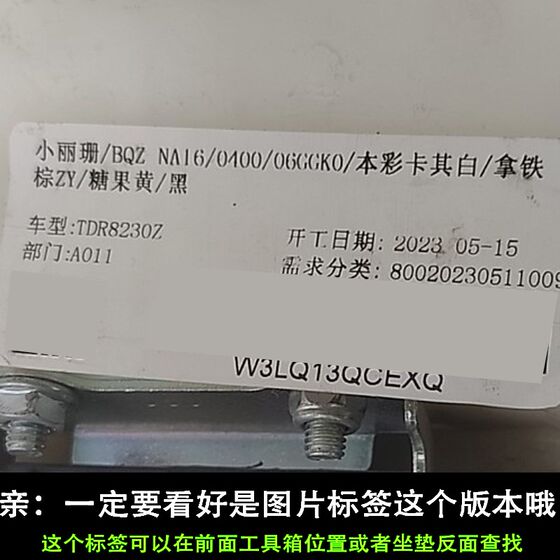 小丽珊/BQZ NA16/0400/06GGK0/本彩卡其白/拿铁
棕ZY/糖果黄/黑
车型:TDR8230Z
开工日期: 2023 05-15
部门:A011
需求分类: 80020230511009
W3LQ13QCEXQ
亲：一定要看好是图片标签这个版本哦
这个标签可以在前面工具箱位置或者坐垫反面查找